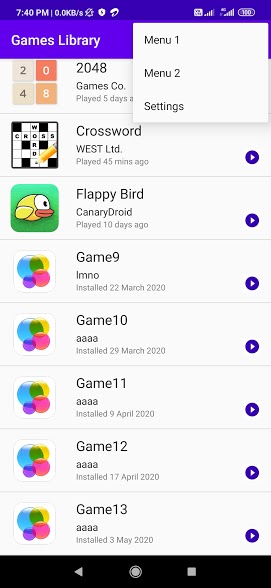 7:40 PM | 0.0KB/s
100
Games Library
Menu 1
Menu 2
Settings
2 0
4 8
2048
Games Co.
Played 5 days a
W
CROSS
R
D
Crossword
WEST Ltd.
Played 45 mins ago
Flappy Bird
CanaryDroid
Played 10 days ago
Game9
lmno
Installed 22 March 2020
Game10
aaaa
Installed 29 March 2020
Game11
aaaa
Installed 9 April 2020
Game12
aaaa
Installed 17 April 2020
Game13
aaaa
Installed 3 May 2020